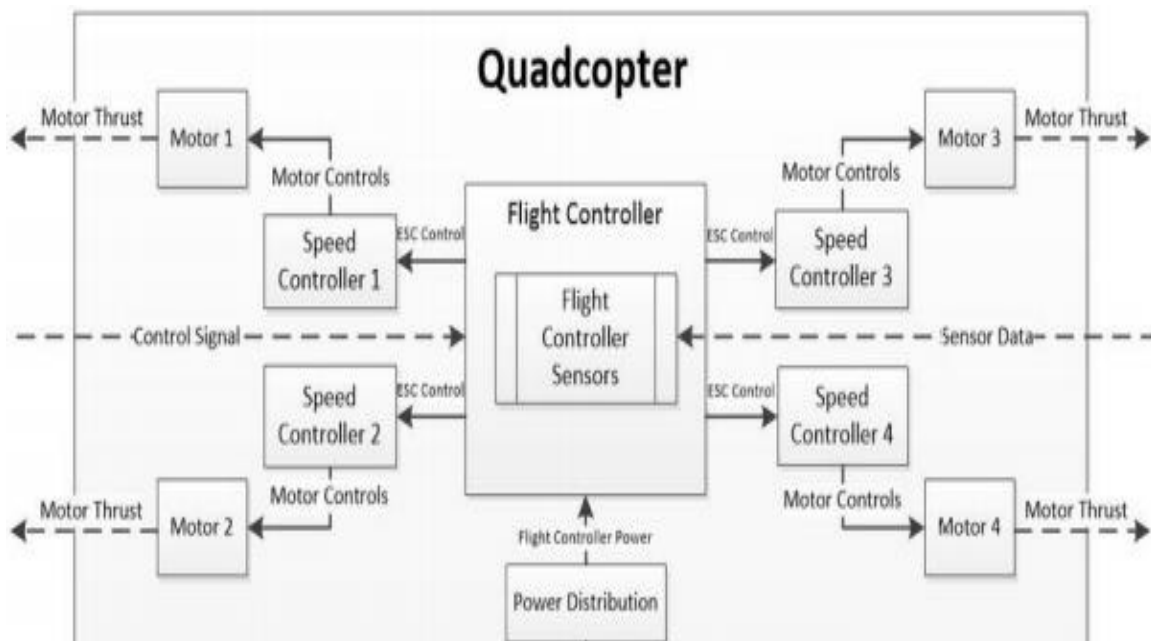 Quadcopter
Motor Thrust
Motor 1
Motor Controls
Speed
Controller 1
ESC Control
Flight Controller
Flight
Controller
Sensors
ESC Control
Speed
Controller 3
Motor Controls
Motor 3
Motor Thrust
Control Signal
Sensor Data
Speed
Controller 2
ESC Control
Motor Controls
Motor 2
Motor Thrust
ESC Control
Speed
Controller 4
Motor Controls
Motor 4
Motor Thrust
Flight Controller Power
Power Distribution